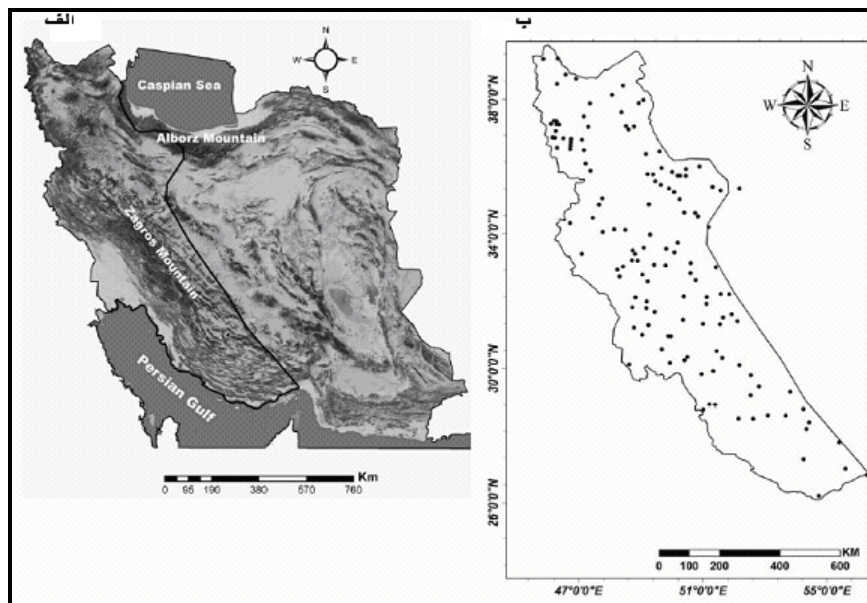 الف
N
W E
S
Caspian Sea
Alborz Mountain
Zagros Mountain
Persian Gulf
Km
0 95 190 380 570 760
ب
N
W E
S
38°0'0"N
34°0'0"N
30°0'0"N
26°0'0"N
KM
0 100 200 400 600
47°0'0"E 51°0'0"E 55°0'0"E